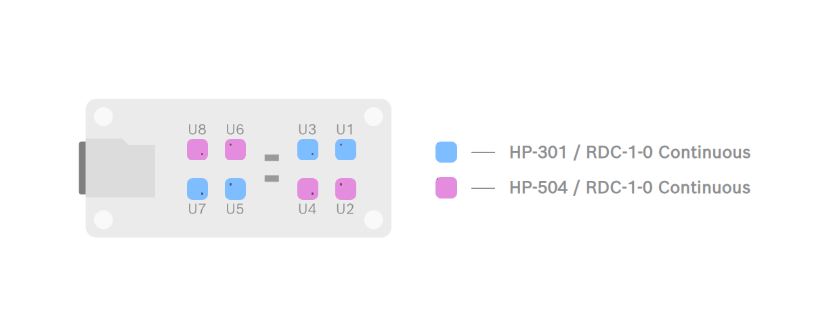 U8 U6 U3 U1
HP-301 / RDC-1-0 Continuous
HP-504 / RDC-1-0 Continuous
U7 U5 U4 U2